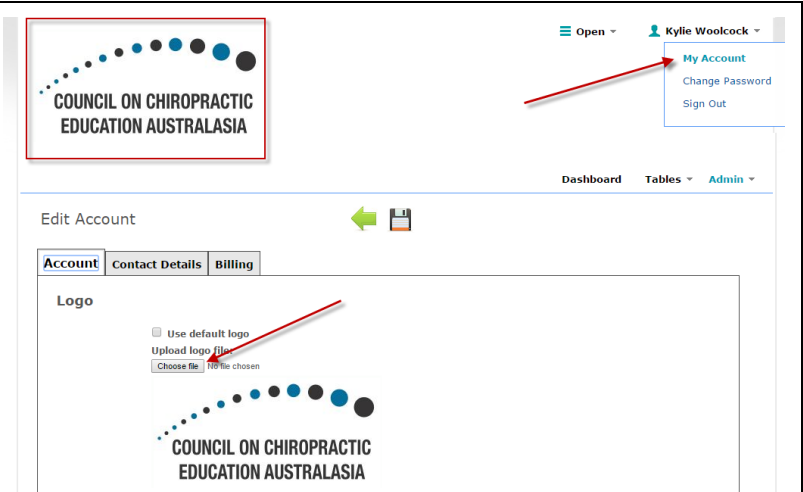 COUNCIL ON CHIROPRACTIC
EDUCATION AUSTRALASIA
Open
Kylie Woolcock
My Account
Change Password
Sign Out
Dashboard
Tables
Admin
Edit Account
Account
Contact Details
Billing
Logo
Use default logo
Upload logo file:
Choose file
No file chosen
COUNCIL ON CHIROPRACTIC
EDUCATION AUSTRALASIA